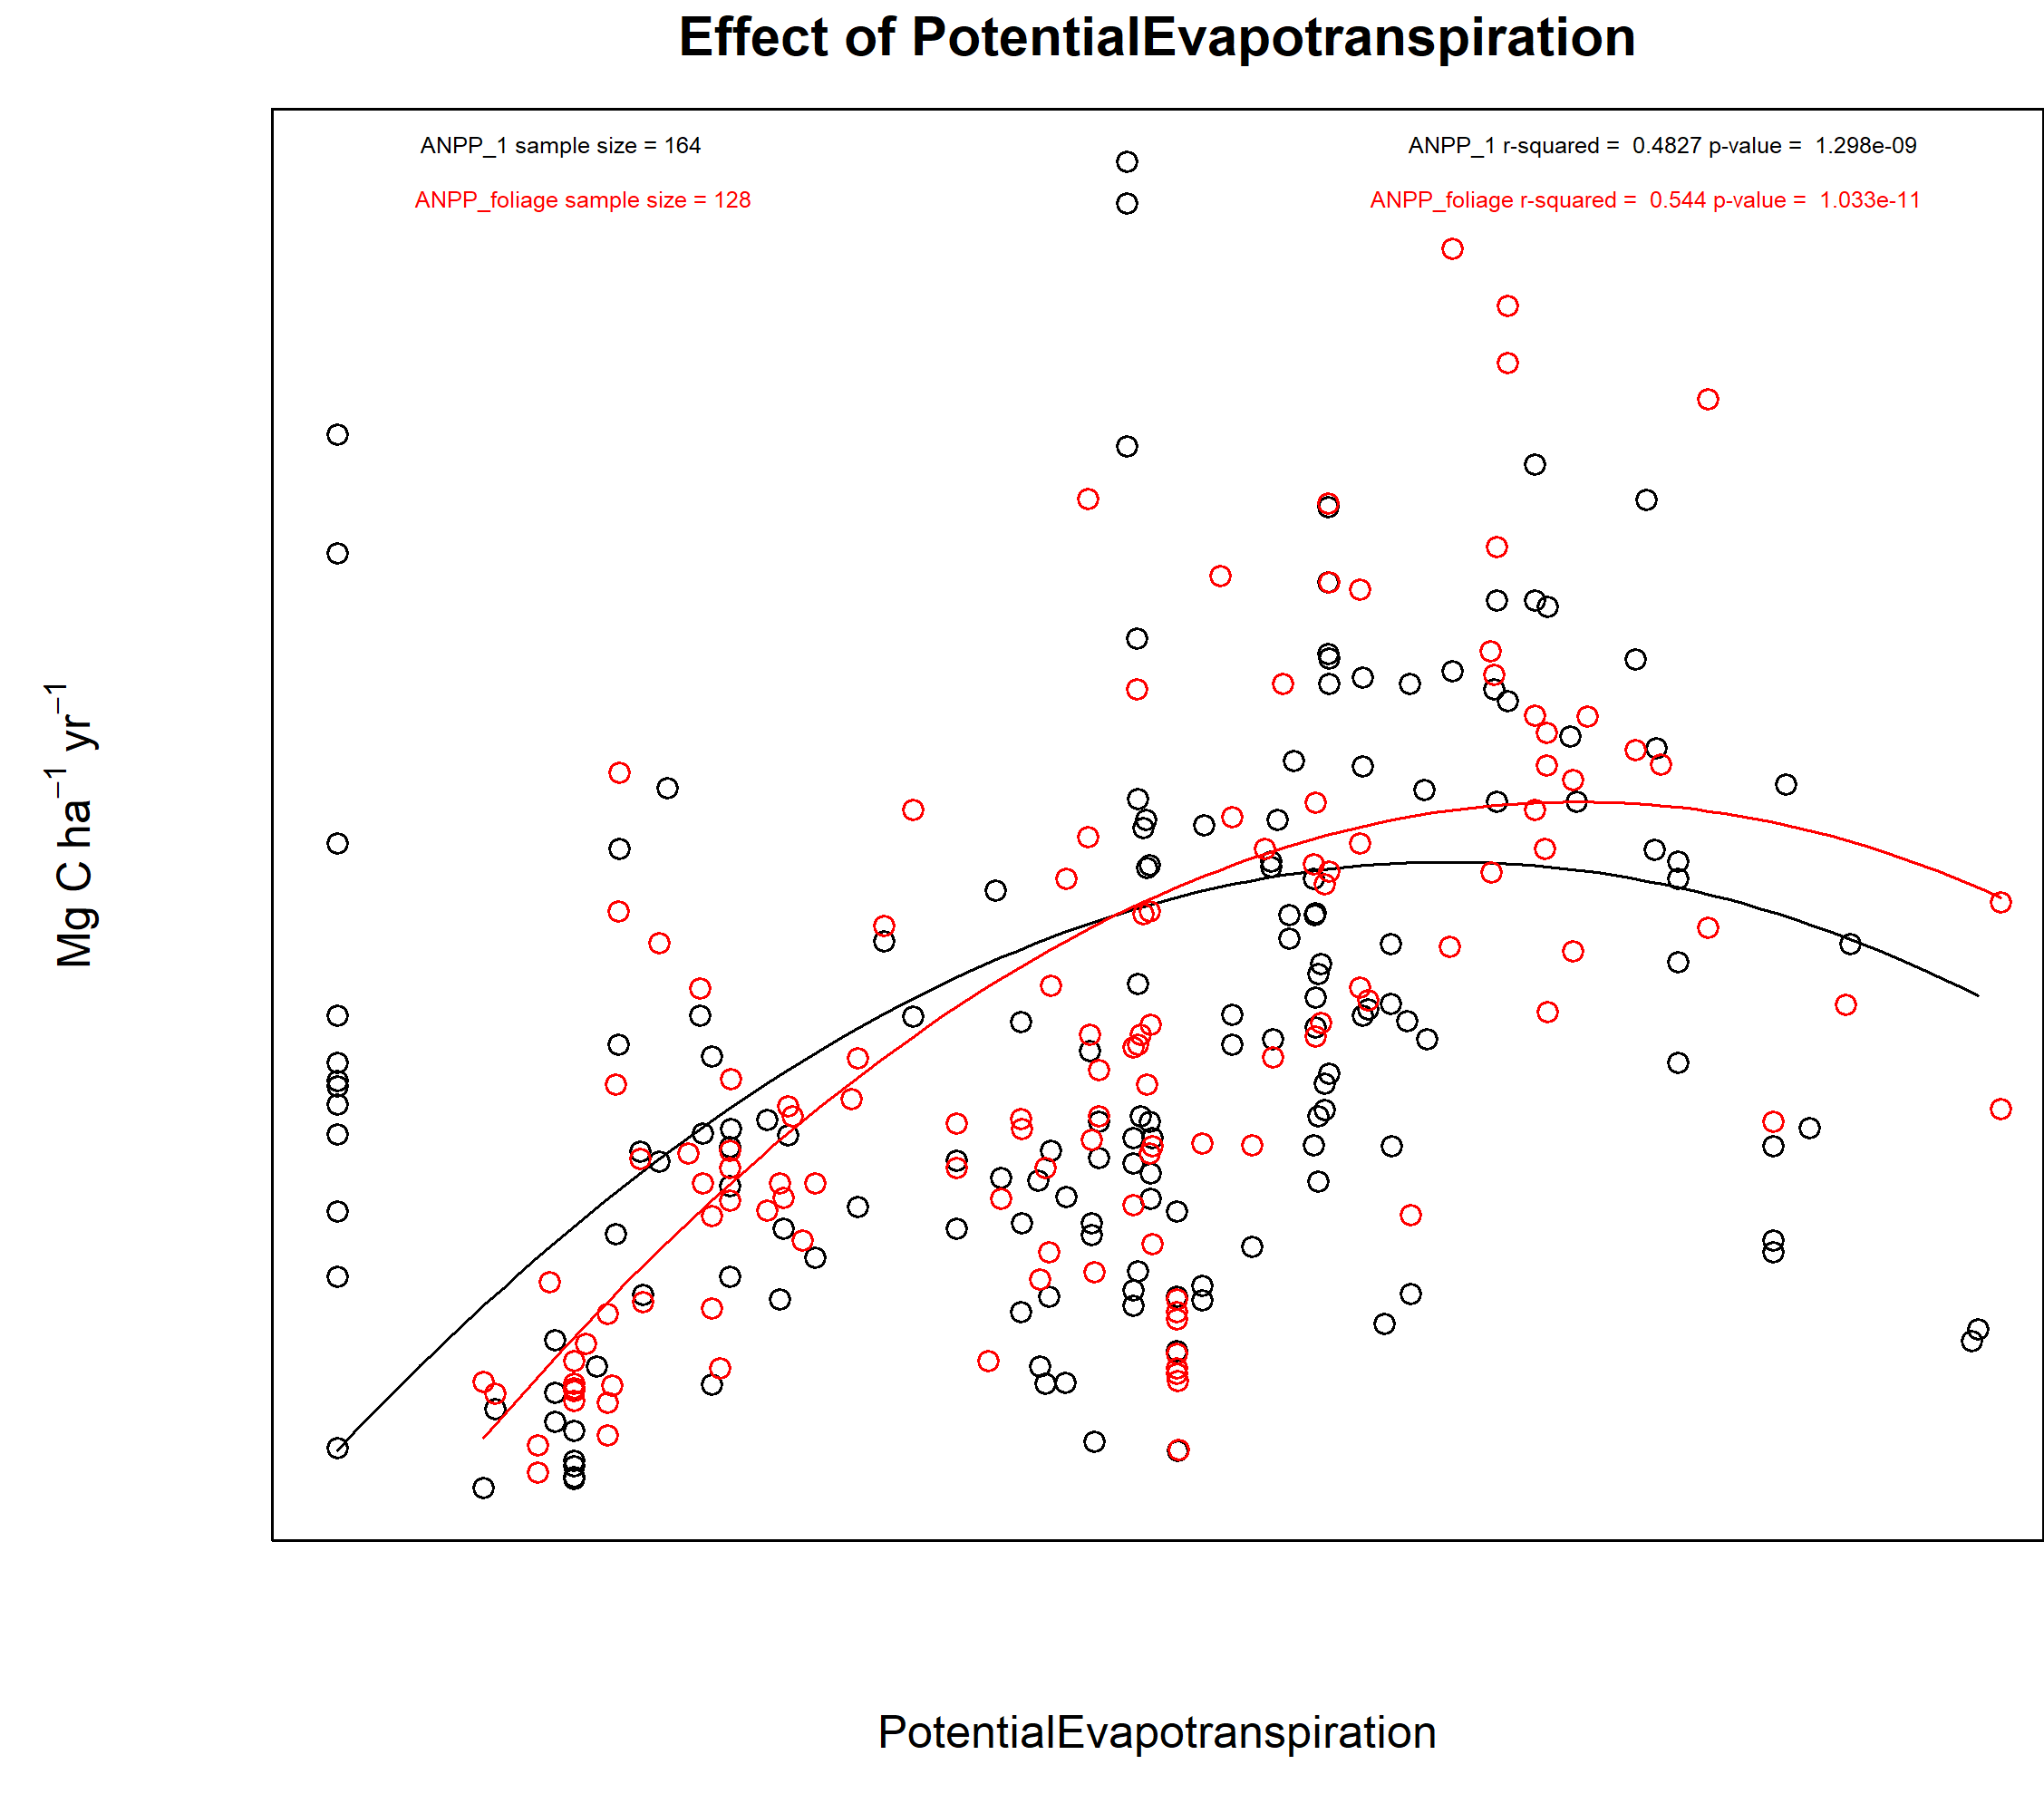 Effect of PotentialEvapotranspiration
ANPP_1 sample size = 164
ANPP_1 r-squared =  0.4827 p-value =  1.298e-09
ANPP_foliage sample size = 128
ANPP_foliage r-squared =  0.544 p-value =  1.033e-11
Mg C ha⁻¹ yr⁻¹
PotentialEvapotranspiration